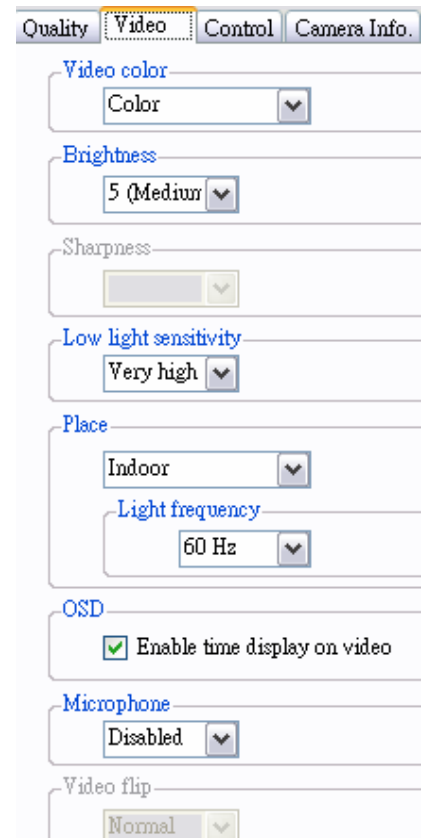 Quality Video Control Camera Info.
Video color
Color
Brightness
5 (Medium
Sharpness
Low light sensitivity
Very high
Place
Indoor
Light frequency
60 Hz
OSD
Enable time display on video
Microphone
Disabled
Video flip
Normal